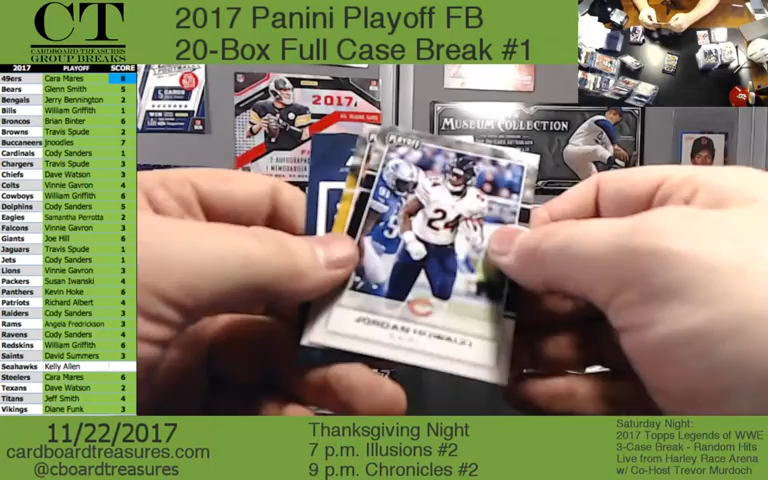 CT
CARDBOARD TREASURES
GROUP BREAKS
2017 Panini Playoff FB
20-Box Full Case Break #1
2017 PLAYOFF SCORE
49ers Cara Mares 8
Bears Glenn Smith 5
Bengals Jerry Bennington 2
Bills William Griffith 1
Broncos Brian Binter 6
Browns Travis Spude 2
Buccaneers Jnoodles 7
Cardinals Cody Sanders 1
Chargers Travis Spude 3
Chiefs Dave Watson 3
Colts Vinnie Gavron 4
Cowboys William Griffith 6
Dolphins Cody Sanders 5
Eagles Samantha Perrotta 2
Falcons Vinnie Gavron 3
Giants Joe Hill 6
Jaguars Travis Spude 1
Jets Cody Sanders 1
Lions Vinnie Gavron 3
Packers Susan Iwanski 4
Panthers Kevin Hoke 6
Patriots Richard Albert 4
Raiders Cody Sanders 3
Rams Angela Fredrickson 3
Ravens Cody Sanders 4
Redskins William Griffith 6
Saints David Summers 3
Seahawks Kelly Allen
Steelers Cara Mares 6
Texans Dave Watson 2
Titans Jeff Smith 4
Vikings Diane Funk 3
2017
MUSEUM COLLECTION
PLAYOFF
24
JORDAN HOWARD
11/22/2017
cardboardtreasures.com
@cboardtreasures
Thanksgiving Night
7 p.m. Illusions #2
9 p.m. Chronicles #2
Saturday Night:
2017 Topps Legends of WWE
3-Case Break - Random Hits
Live from Harley Race Arena
w/ Co-Host Trevor Murdoch